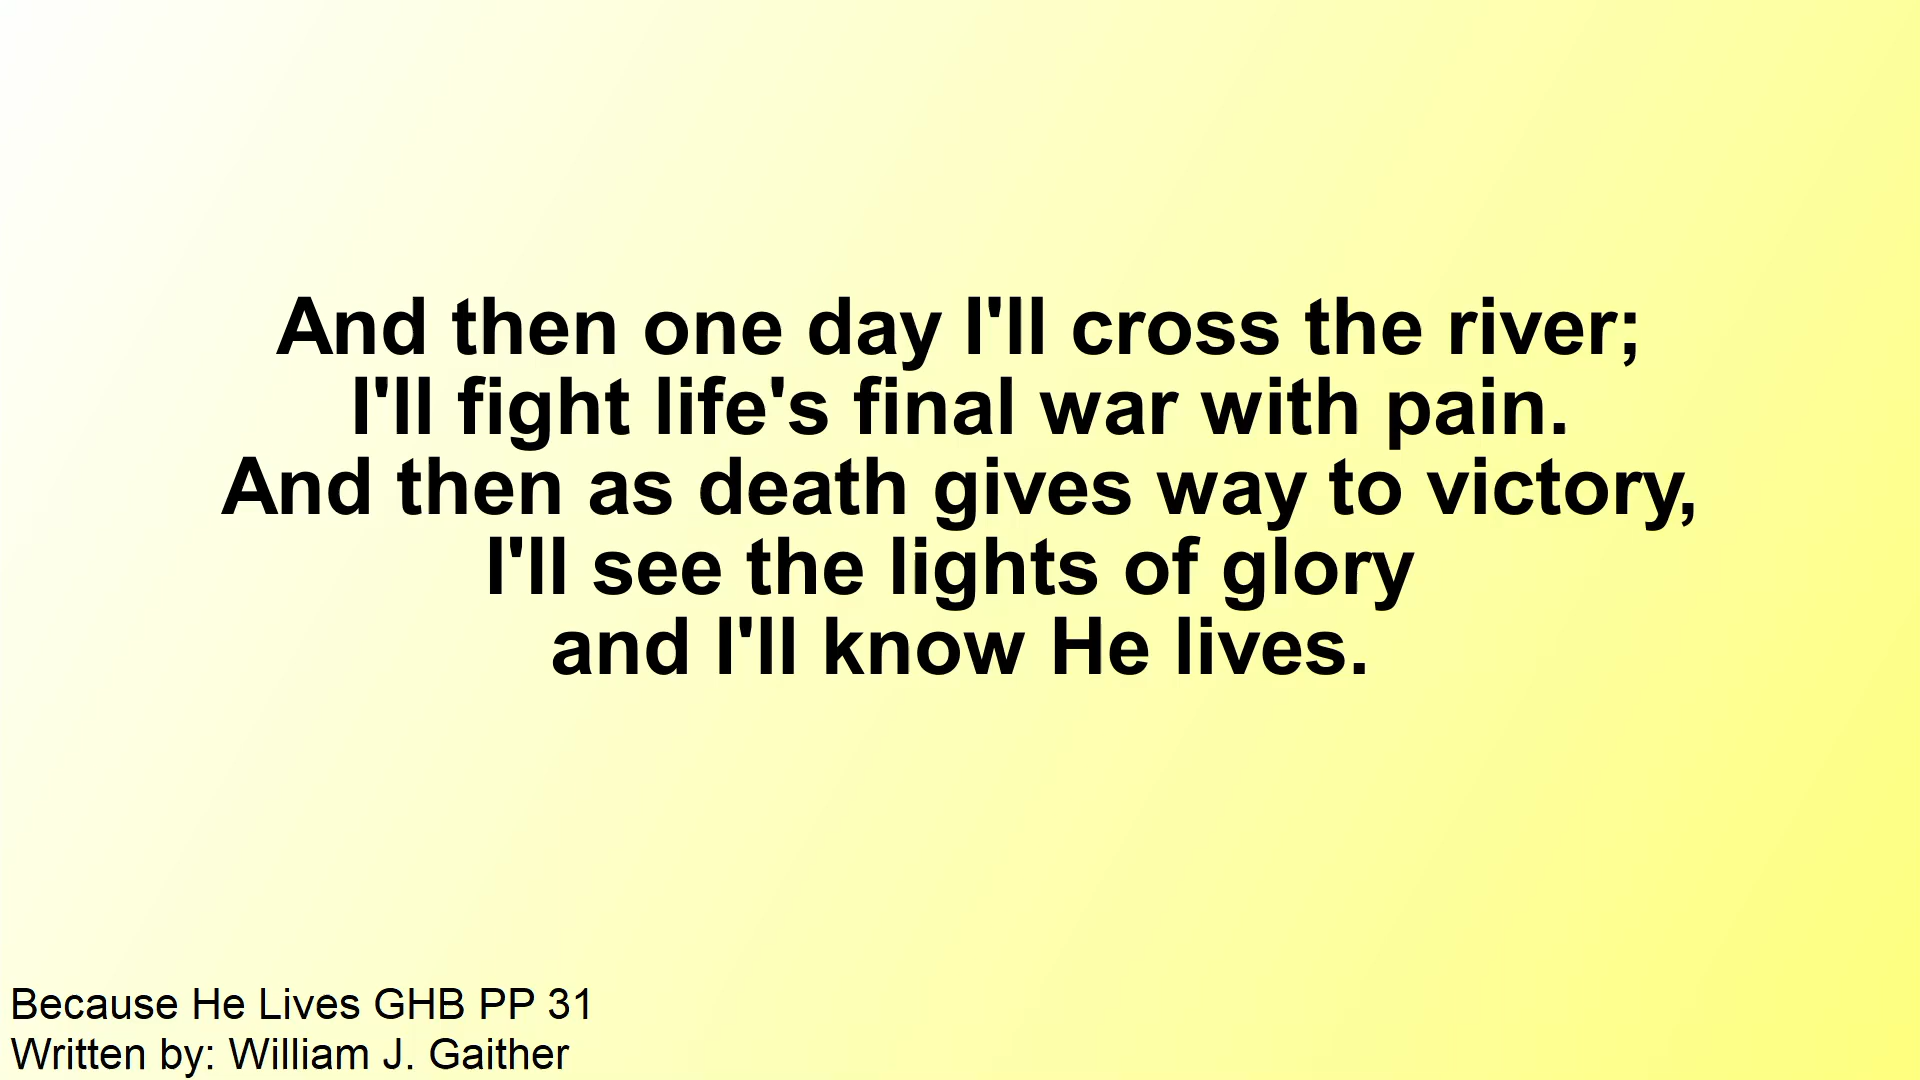 And then one day I'll cross the river;
I'll fight life's final war with pain.
And then as death gives way to victory,
I'll see the lights of glory
and I'll know He lives.
Because He Lives GHB PP 31
Written by: William J. Gaither